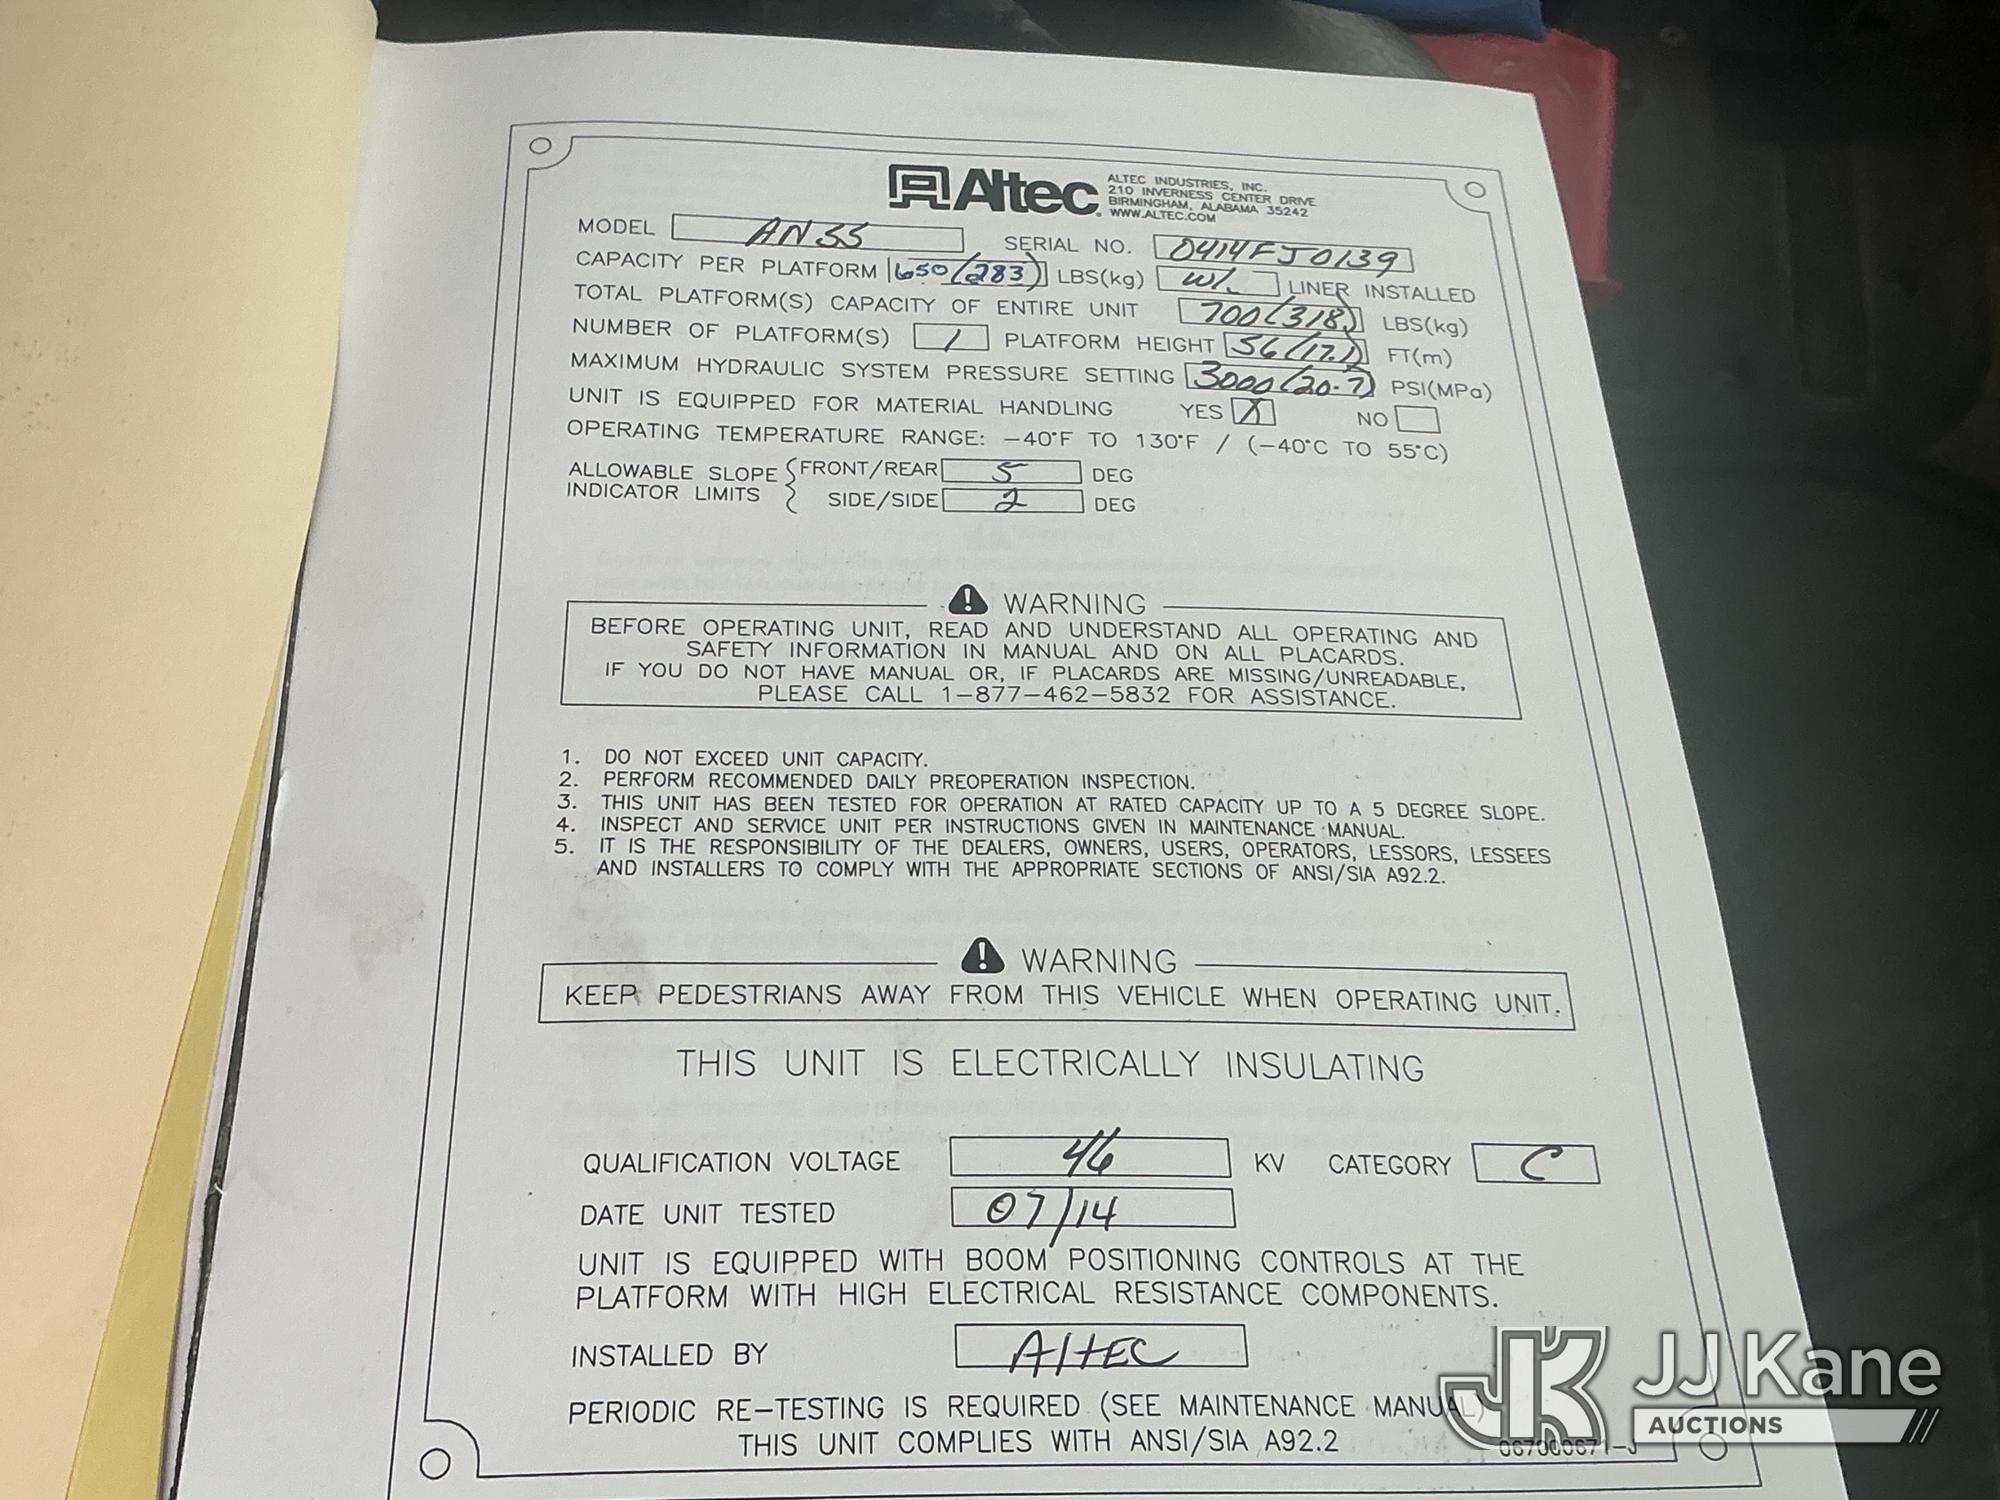 Altec
ALTEC INDUSTRIES, INC.
210 INVERNESS CENTER DRIVE
BIRMINGHAM, ALABAMA 35242
WWW.ALTEC.COM
MODEL AN55 SERIAL NO. 0414FJ0139
CAPACITY PER PLATFORM 650(283) LBS(kg) W/. LINER INSTALLED
TOTAL PLATFORM(S) CAPACITY OF ENTIRE UNIT 700(318) LBS(kg)
NUMBER OF PLATFORM(S) 1 PLATFORM HEIGHT 56(17.1) FT(m)
MAXIMUM HYDRAULIC SYSTEM PRESSURE SETTING 3000(20.7) PSI(MPa)
UNIT IS EQUIPPED FOR MATERIAL HANDLING YES X NO
OPERATING TEMPERATURE RANGE: -40°F TO 130°F / (-40°C TO 55°C)
ALLOWABLE SLOPE INDICATOR LIMITS
FRONT/REAR 5 DEG
SIDE/SIDE 2 DEG
WARNING
BEFORE OPERATING UNIT, READ AND UNDERSTAND ALL OPERATING AND
SAFETY INFORMATION IN MANUAL AND ON ALL PLACARDS.
IF YOU DO NOT HAVE MANUAL OR, IF PLACARDS ARE MISSING/UNREADABLE,
PLEASE CALL 1-877-462-5832 FOR ASSISTANCE.
1. DO NOT EXCEED UNIT CAPACITY.
2. PERFORM RECOMMENDED DAILY PREOPERATION INSPECTION.
3. THIS UNIT HAS BEEN TESTED FOR OPERATION AT RATED CAPACITY UP TO A 5 DEGREE SLOPE.
4. INSPECT AND SERVICE UNIT PER INSTRUCTIONS GIVEN IN MAINTENANCE MANUAL.
5. IT IS THE RESPONSIBILITY OF THE DEALERS, OWNERS, USERS, OPERATORS, LESSORS, LESSEES
AND INSTALLERS TO COMPLY WITH THE APPROPRIATE SECTIONS OF ANSI/SIA A92.2.
WARNING
KEEP PEDESTRIANS AWAY FROM THIS VEHICLE WHEN OPERATING UNIT.
THIS UNIT IS ELECTRICALLY INSULATING
QUALIFICATION VOLTAGE 46 KV CATEGORY C
DATE UNIT TESTED 07/14
UNIT IS EQUIPPED WITH BOOM POSITIONING CONTROLS AT THE
PLATFORM WITH HIGH ELECTRICAL RESISTANCE COMPONENTS.
INSTALLED BY AltEC
PERIODIC RE-TESTING IS REQUIRED (SEE MAINTENANCE MANUAL)
THIS UNIT COMPLIES WITH ANSI/SIA A92.2
067000671-J
JK JJ Kane
AUCTIONS